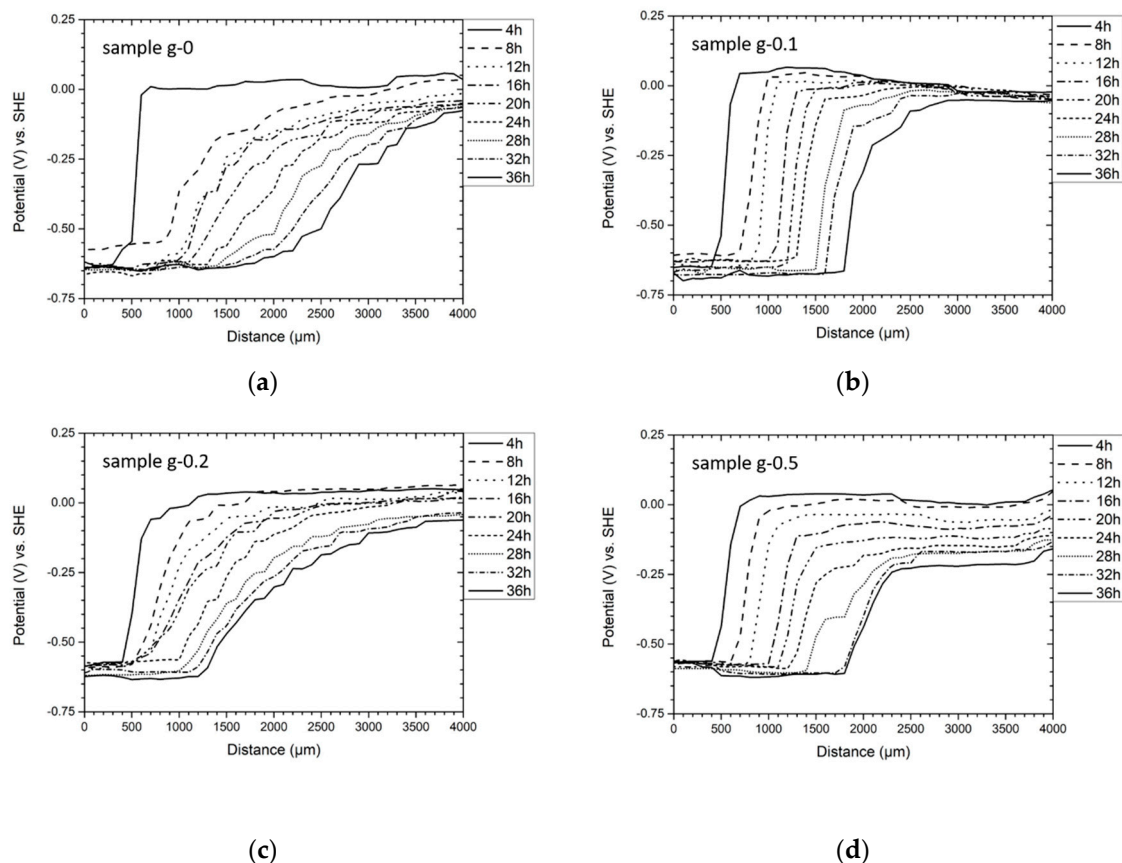 sample g-0
Potential (V) vs. SHE
0.25
0.00
-0.25
-0.50
-0.75
0 500 1000 1500 2000 2500 3000 3500 4000
Distance (µm)
4h
8h
12h
16h
20h
24h
28h
32h
36h
(a)
sample g-0.1
Potential (V) vs. SHE
0.25
0.00
-0.25
-0.50
-0.75
0 500 1000 1500 2000 2500 3000 3500 4000
Distance (µm)
4h
8h
12h
16h
20h
24h
28h
32h
36h
(b)
sample g-0.2
Potential (V) vs. SHE
0.25
0.00
-0.25
-0.50
-0.75
0 500 1000 1500 2000 2500 3000 3500 4000
Distance (µm)
4h
8h
12h
16h
20h
24h
28h
32h
36h
(c)
sample g-0.5
Potential (V) vs. SHE
0.25
0.00
-0.25
-0.50
-0.75
0 500 1000 1500 2000 2500 3000 3500 4000
Distance (µm)
4h
8h
12h
16h
20h
24h
28h
32h
36h
(d)